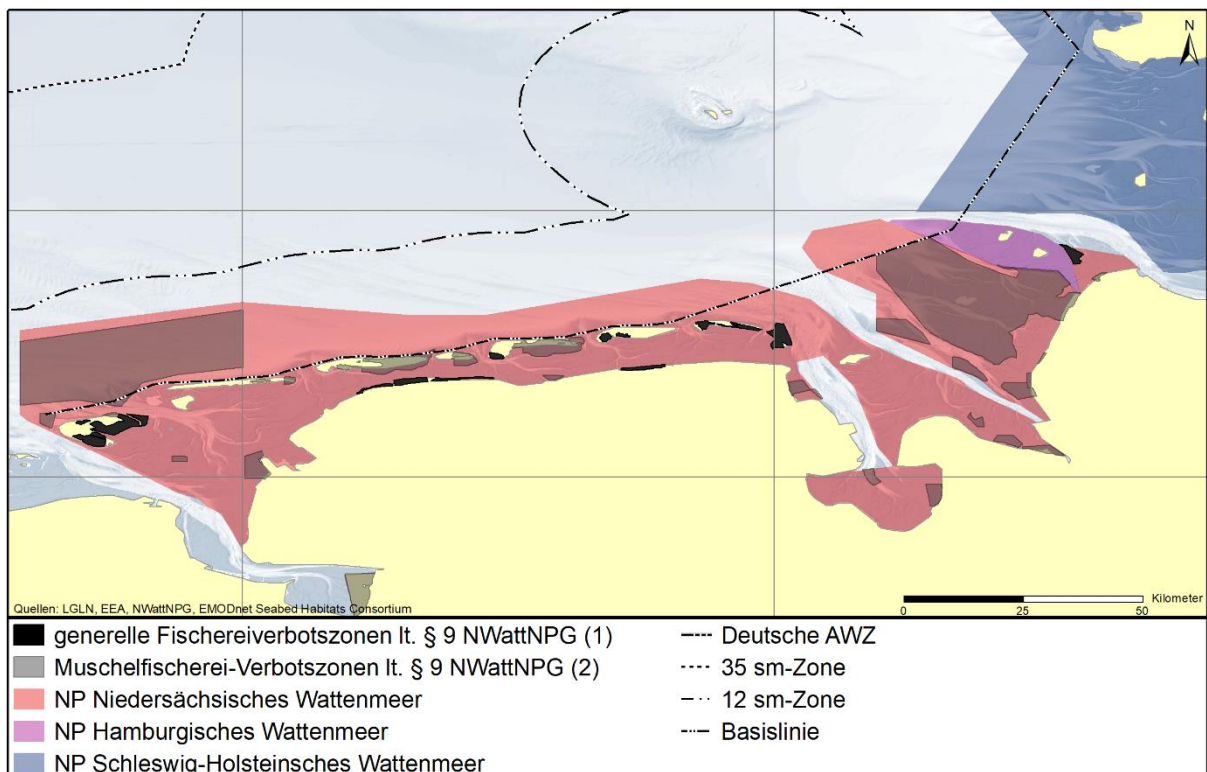 N
Kilometer
0 25 50
Quellen: LGLN, EEA, NWattNPG, EMODnet Seabed Habitats Consortium
generelle Fischereiverbotszonen lt. § 9 NWattNPG (1)
Muschelfischerei-Verbotszonen lt. § 9 NWattNPG (2)
NP Niedersächsisches Wattenmeer
NP Hamburgisches Wattenmeer
NP Schleswig-Holsteinsches Wattenmeer
Deutsche AWZ
35 sm-Zone
12 sm-Zone
Basislinie